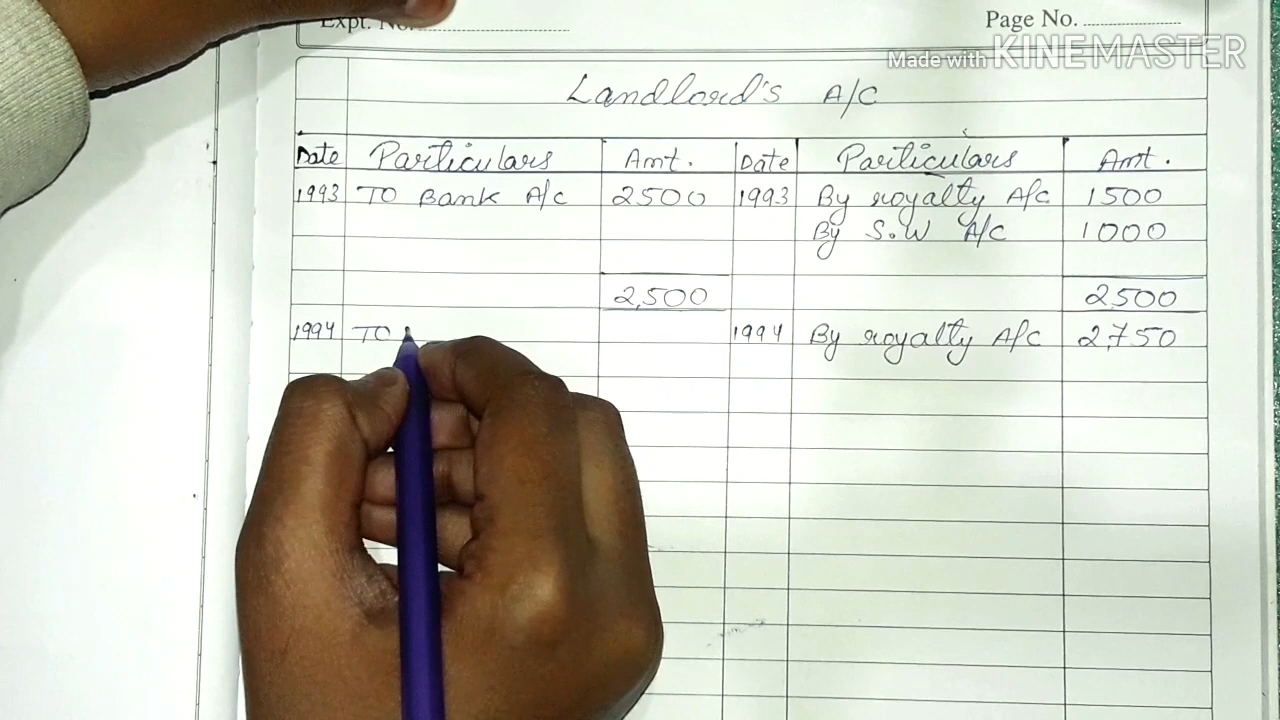 Expt. No.
Page No.
Made with KINEMASTER
Landlord's A/C
Date Particulars Amt. Date Particulars Amt.
1993 TO Bank A/c 2500 1993 By royalty A/c 1500
By S.W A/C 1000
2,500 2500
1994 TO 1994 By royalty A/c 2,750